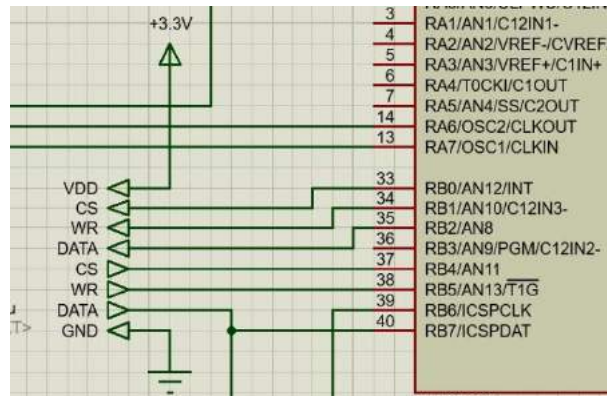 +3.3V
3 RA1/AN1/C12IN1-
4 RA2/AN2/VREF-/CVREF
5 RA3/AN3/VREF+/C1IN+
6 RA4/T0CKI/C1OUT
7 RA5/AN4/SS/C2OUT
14 RA6/OSC2/CLKOUT
13 RA7/OSC1/CLKIN
VDD 33 RB0/AN12/INT
CS 34 RB1/AN10/C12IN3-
WR 35 RB2/AN8
DATA 36 RB3/AN9/PGM/C12IN2-
CS 37 RB4/AN11
WR 38 RB5/AN13/T1G
DATA 39 RB6/ICSPCLK
GND 40 RB7/ICSPDAT